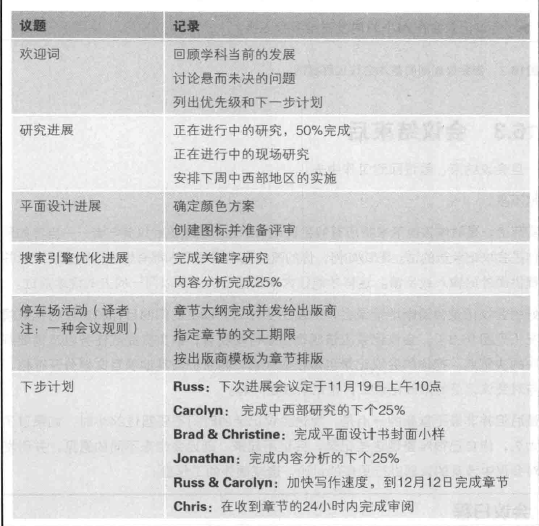 议题 记录
欢迎词 回顾学科当前的发展
讨论悬而未决的问题
列出优先级和下一步计划
研究进展 正在进行中的研究，50%完成
正在进行中的现场研究
安排下周中西部地区的实施
平面设计进展 确定颜色方案
创建图标并准备评审
搜索引擎优化进展 完成关键字研究
内容分析完成25%
停车场活动（译者 章节大纲完成并发给出版商
注：一种会议规则） 指定章节的交工期限
按出版商模板为章节排版
下步计划 Russ：下次进展会议定于11月19日上午10点
Carolyn：完成中西部研究的下个25%
Brad & Christine：完成平面设计书封面小样
Jonathan：完成内容分析的下个25%
Russ & Carolyn：加快写作速度，到12月12日完成章节
Chris：在收到章节的24小时内完成审阅